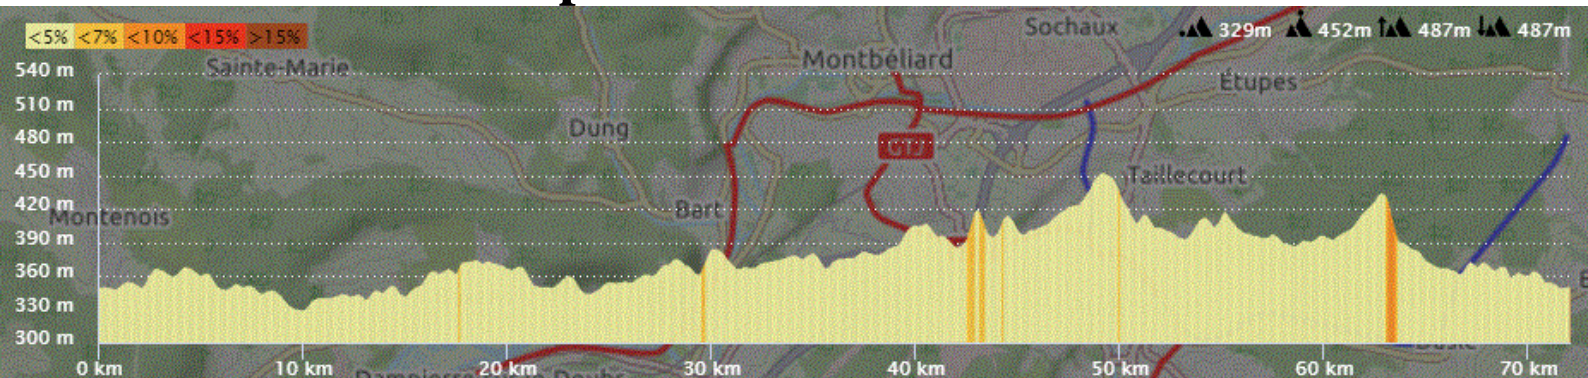 <5% <7% <10% <15% >15%
329m 452m 487m 487m
Sochaux
Montbéliard
Sainte-Marie
Étupes
540 m
510 m
Dung
480 m
G19
450 m
Taillecourt
420 m
Montenois
Bart
390 m
360 m
330 m
300 m
0 km 10 km 20 km 30 km 40 km 50 km 60 km 70 km